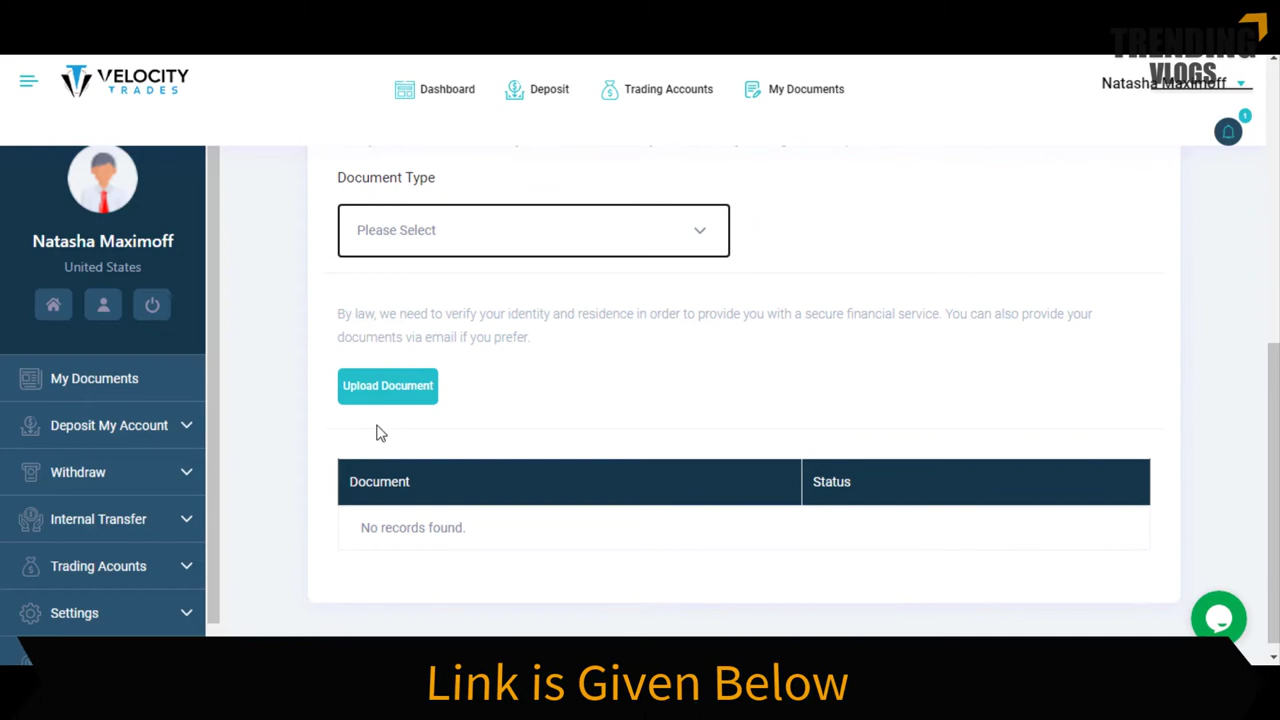 TRENDING
VLOGS
VELOCITY
TRADES
Dashboard
Deposit
Trading Accounts
My Documents
Natasha Maximoff
1
Natasha Maximoff
United States
My Documents
Deposit My Account
Withdraw
Internal Transfer
Trading Acounts
Settings
Document Type
Please Select
By law, we need to verify your identity and residence in order to provide you with a secure financial service. You can also provide your
documents via email if you prefer.
Upload Document
Document
Status
No records found.
Link is Given Below